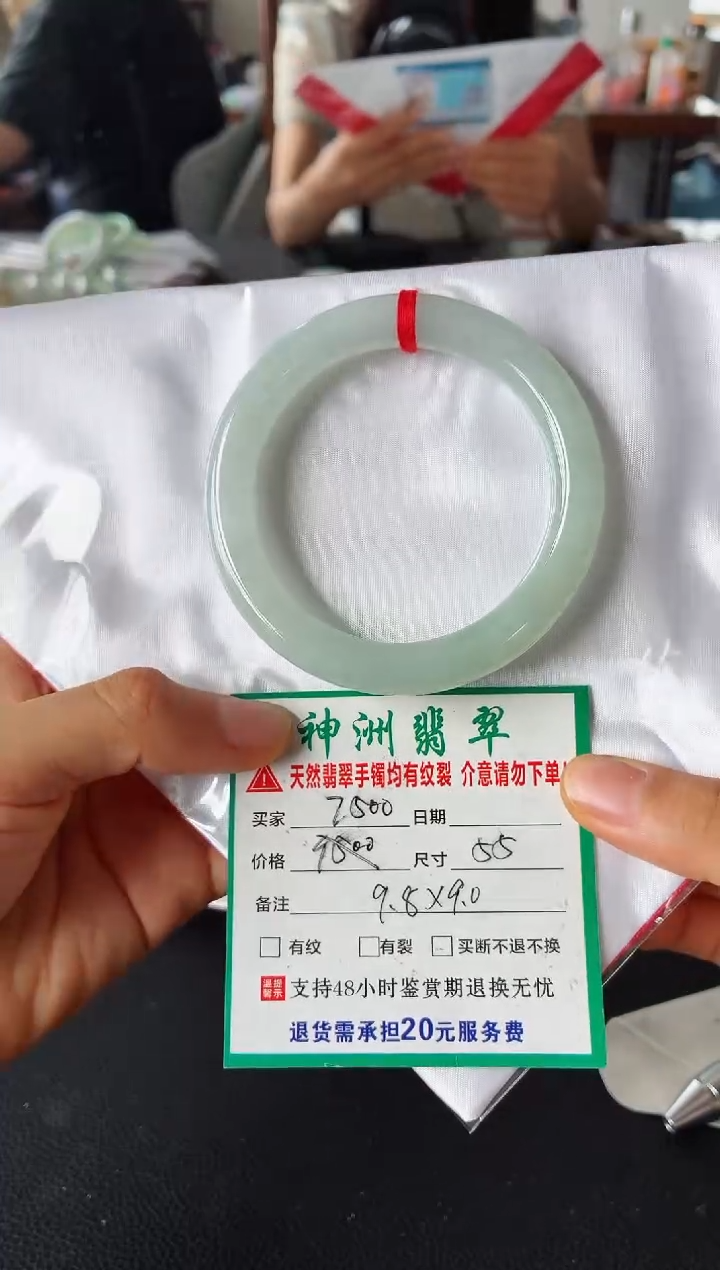 神洲翡翠
天然翡翠手镯均有纹裂 介意请勿下单!
买家 7500 日期
价格 9800 尺寸 55
备注 9.8×9.0
有纹 有裂 买断不退不换
温馨提示 支持48小时鉴赏期退换无忧
退货需承担20元服务费